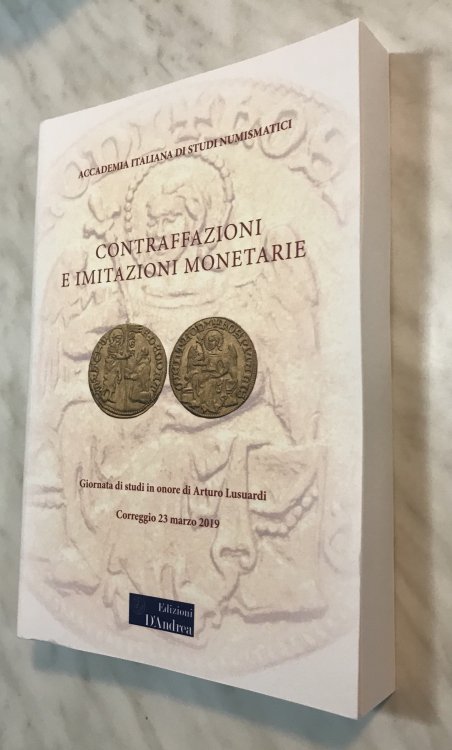 ACCADEMIA ITALIANA DI STUDI NUMISMATICI
CONTRAFFAZIONI
E IMITAZIONI MONETARIE
Giornata di studi in onore di Arturo Lusuardi
Correggio 23 marzo 2019
Edizioni
D'Andrea